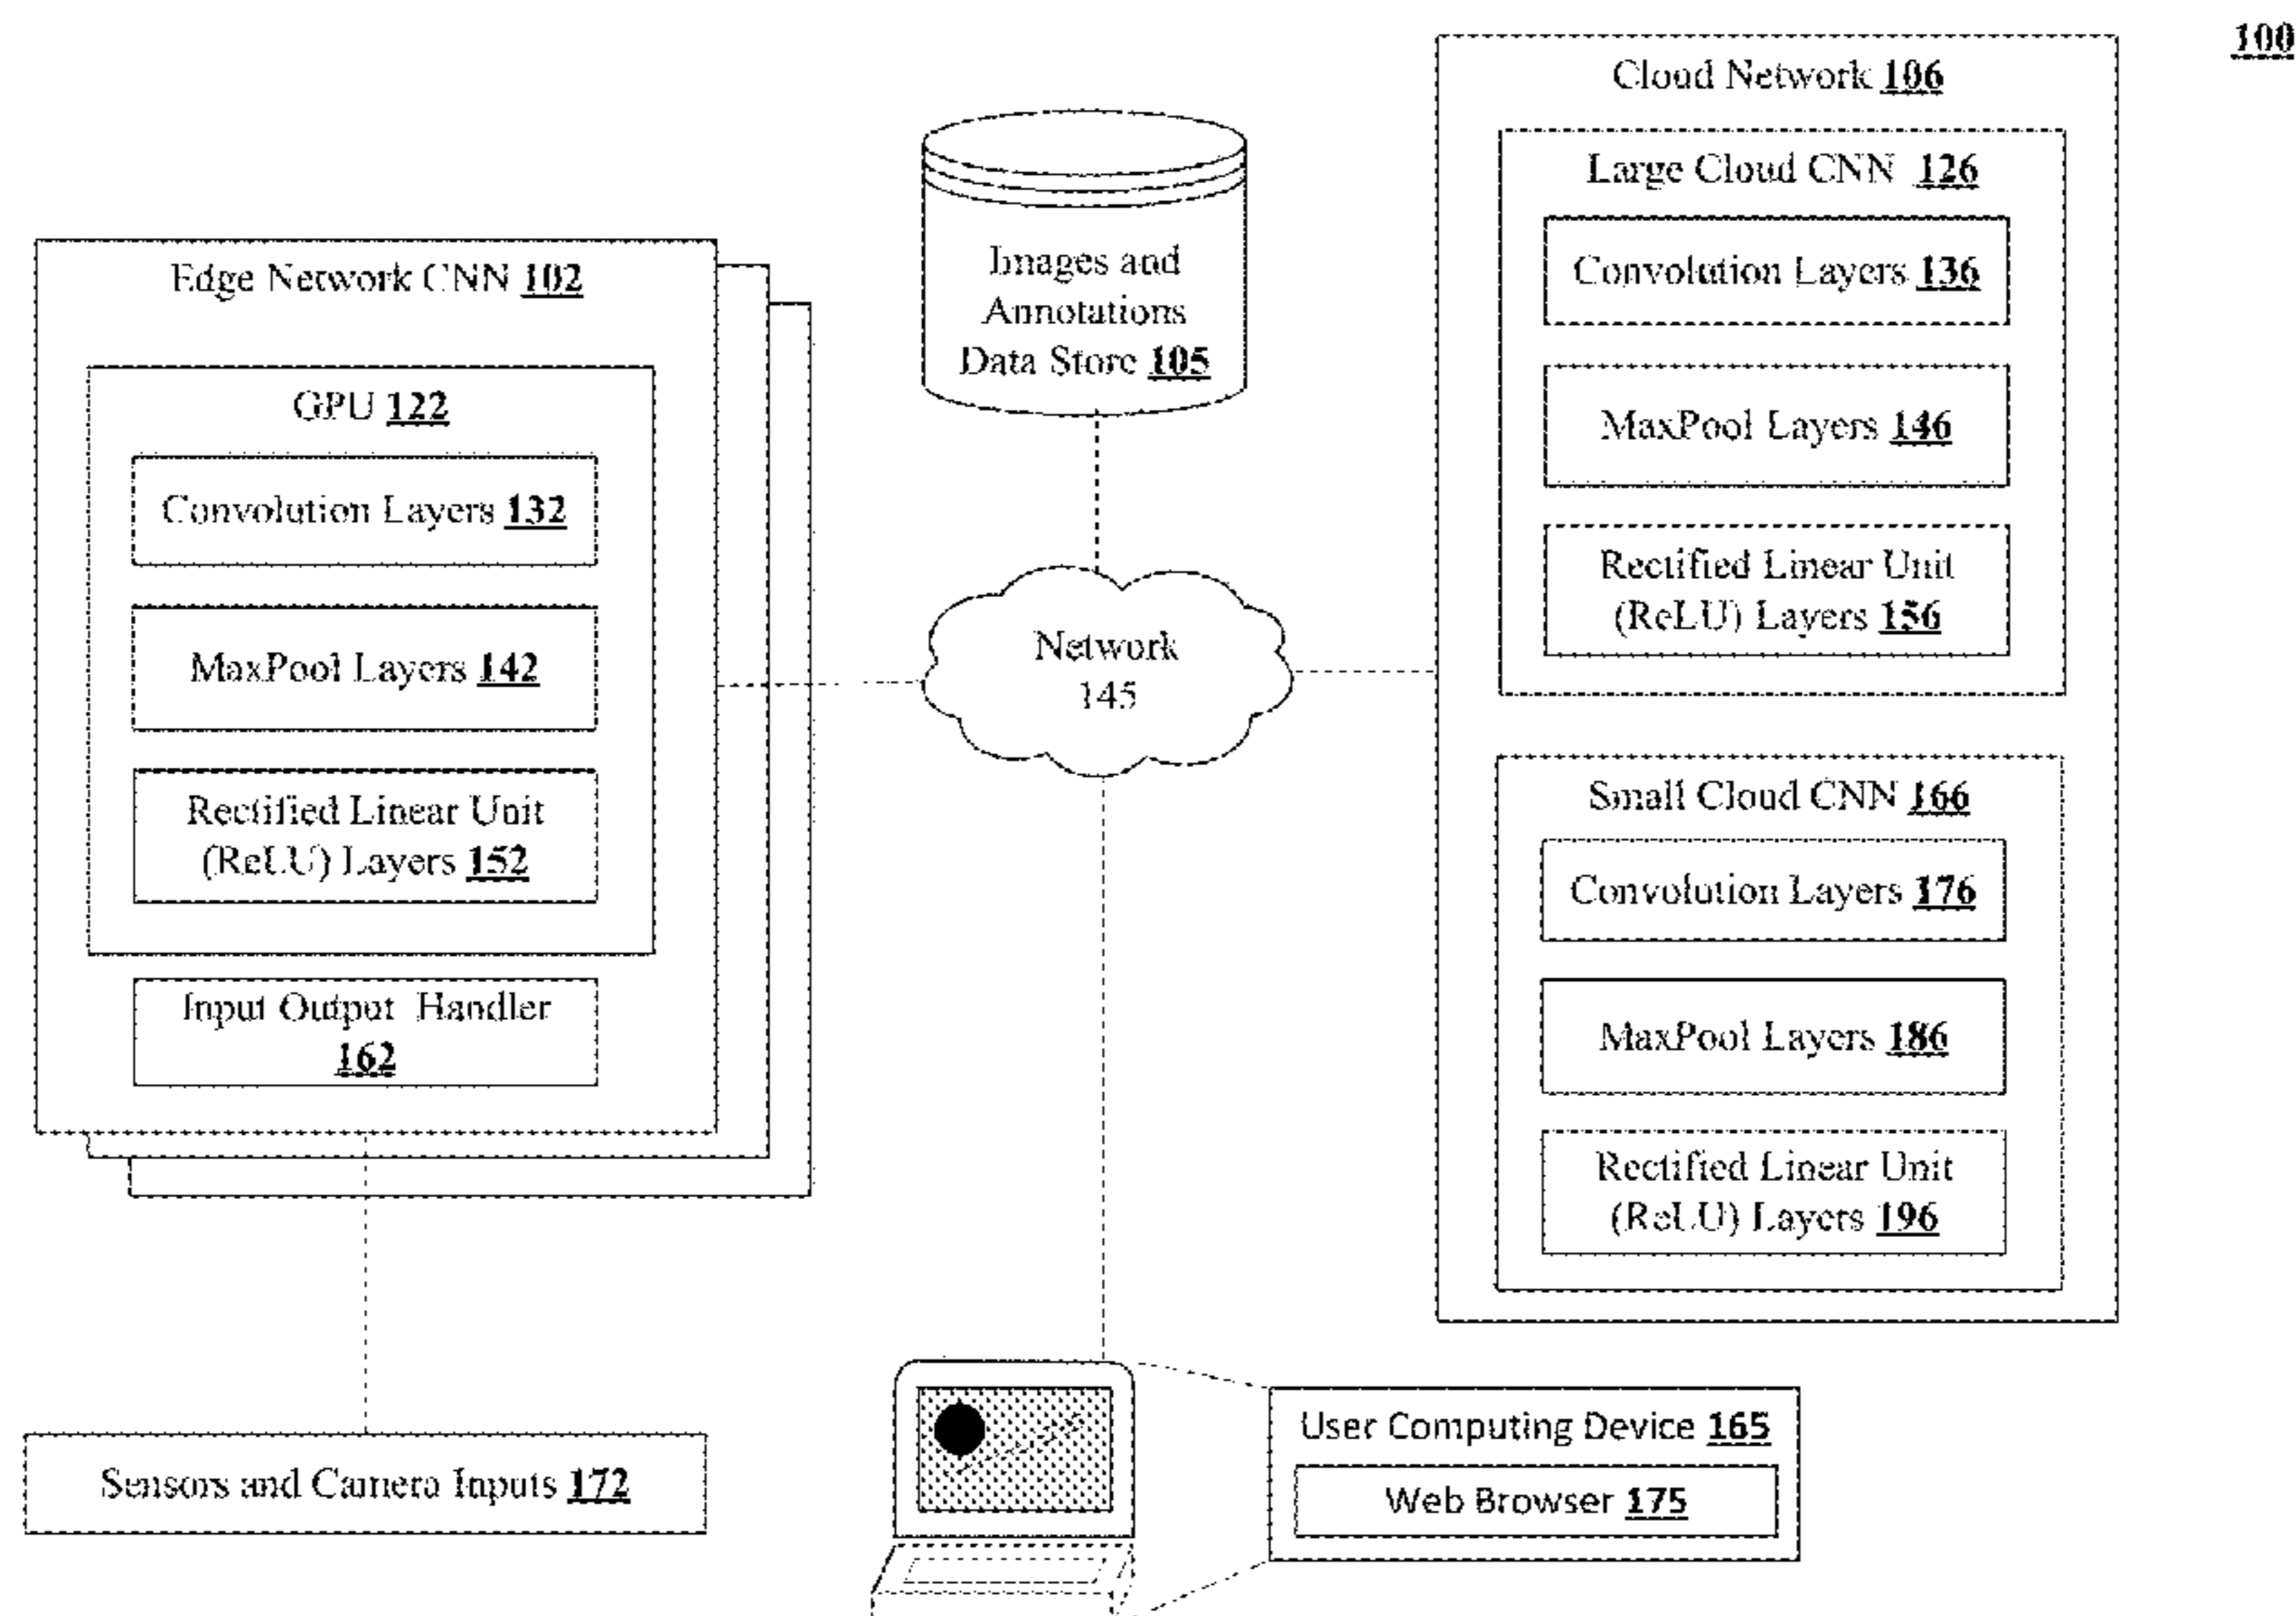 100
Edge Network CNN 102
GPU 122
Convolution Layers 132
MaxPool Layers 142
Rectified Linear Unit
(ReLU) Layers 152
Input Output Handler
162
Sensors and Camera Inputs 172
Images and
Annotations
Data Store 105
Network
145
User Computing Device 165
Web Browser 175
Cloud Network 106
Large Cloud CNN 126
Convolution Layers 136
MaxPool Layers 146
Rectified Linear Unit
(ReLU) Layers 156
Small Cloud CNN 166
Convolution Layers 176
MaxPool Layers 186
Rectified Linear Unit
(ReLU) Layers 196